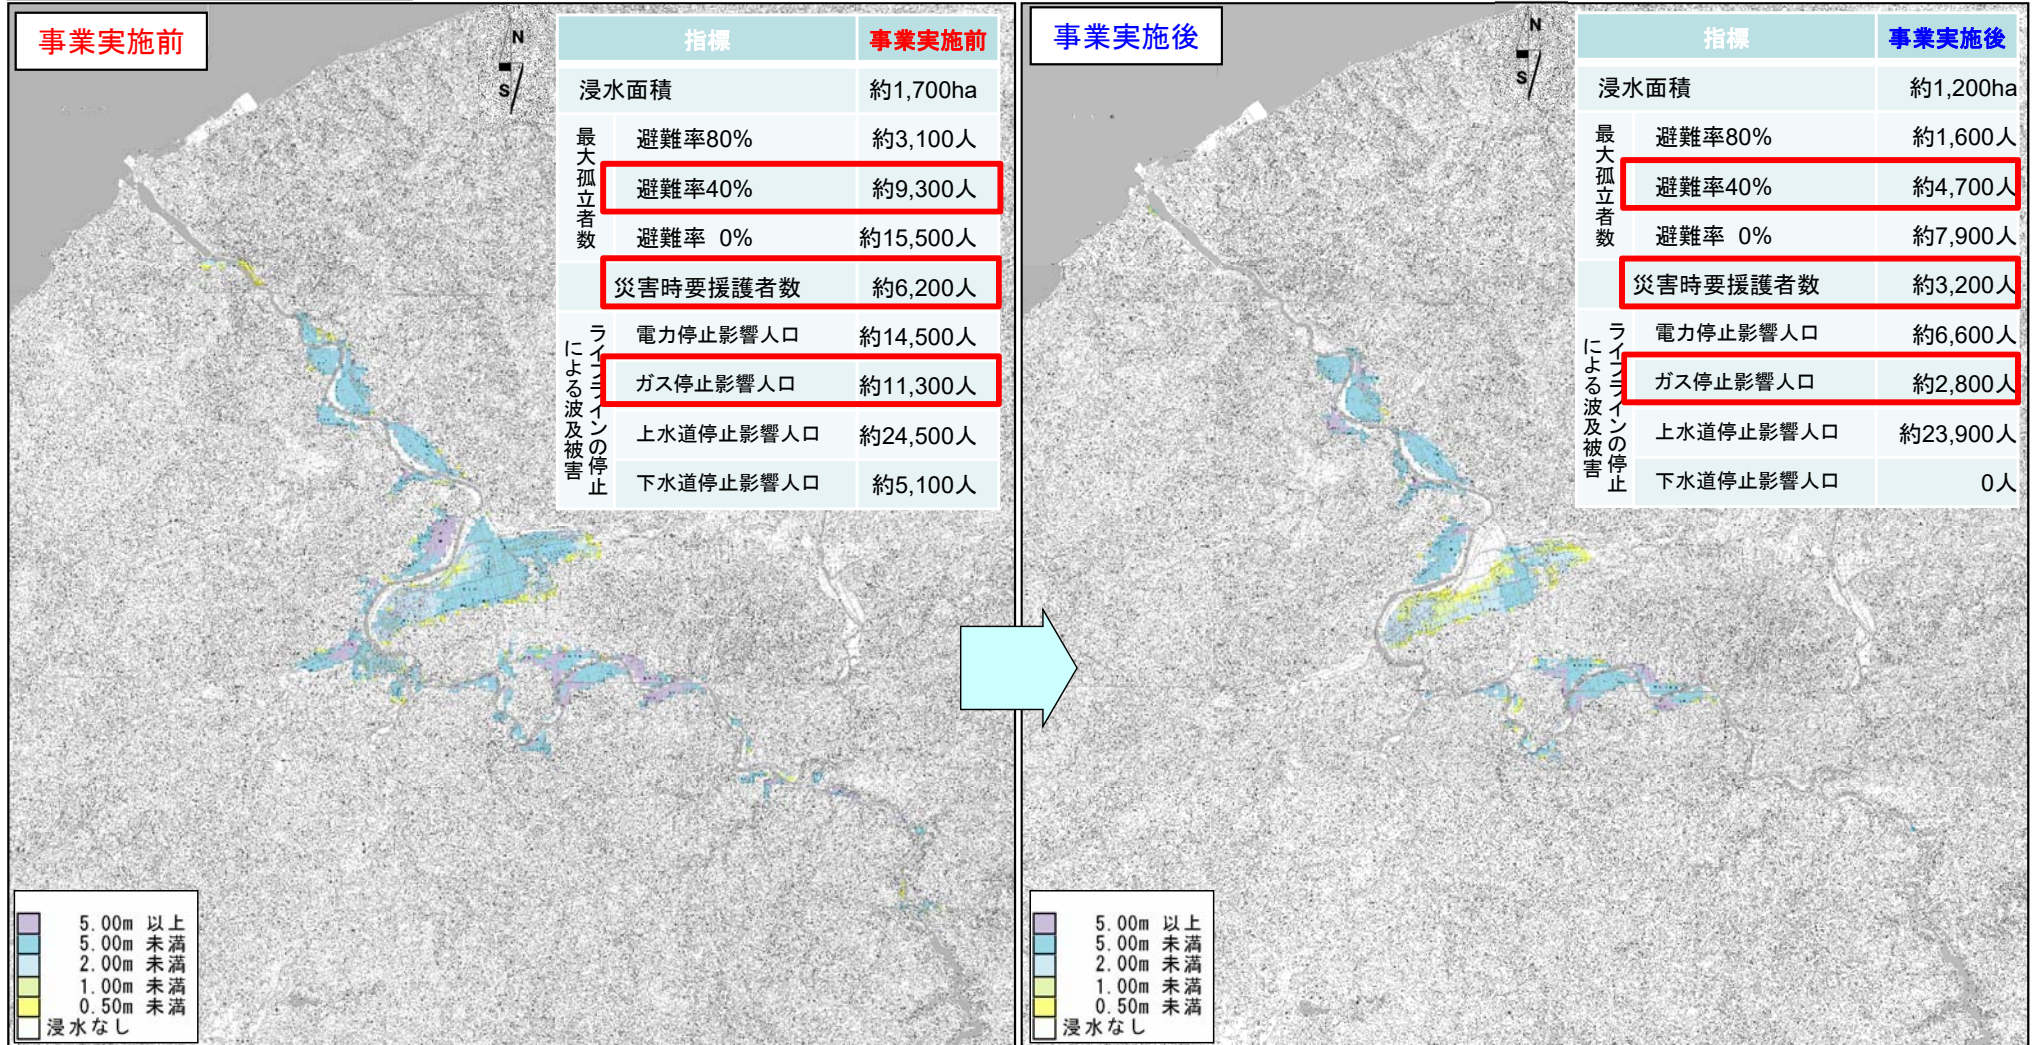 事業実施前
N
S
指標 事業実施前
浸水面積 約1,700ha
最大孤立者数
避難率80% 約3,100人
避難率40% 約9,300人
避難率 0% 約15,500人
災害時要援護者数 約6,200人
ライフラインの停止
による波及被害
電力停止影響人口 約14,500人
ガス停止影響人口 約11,300人
上水道停止影響人口 約24,500人
下水道停止影響人口 約5,100人
5.00m 以上
5.00m 未満
2.00m 未満
1.00m 未満
0.50m 未満
浸水なし
事業実施後
N
S
指標 事業実施後
浸水面積 約1,200ha
最大孤立者数
避難率80% 約1,600人
避難率40% 約4,700人
避難率 0% 約7,900人
災害時要援護者数 約3,200人
ライフラインの停止
による波及被害
電力停止影響人口 約6,600人
ガス停止影響人口 約2,800人
上水道停止影響人口 約23,900人
下水道停止影響人口 0人
5.00m 以上
5.00m 未満
2.00m 未満
1.00m 未満
0.50m 未満
浸水なし